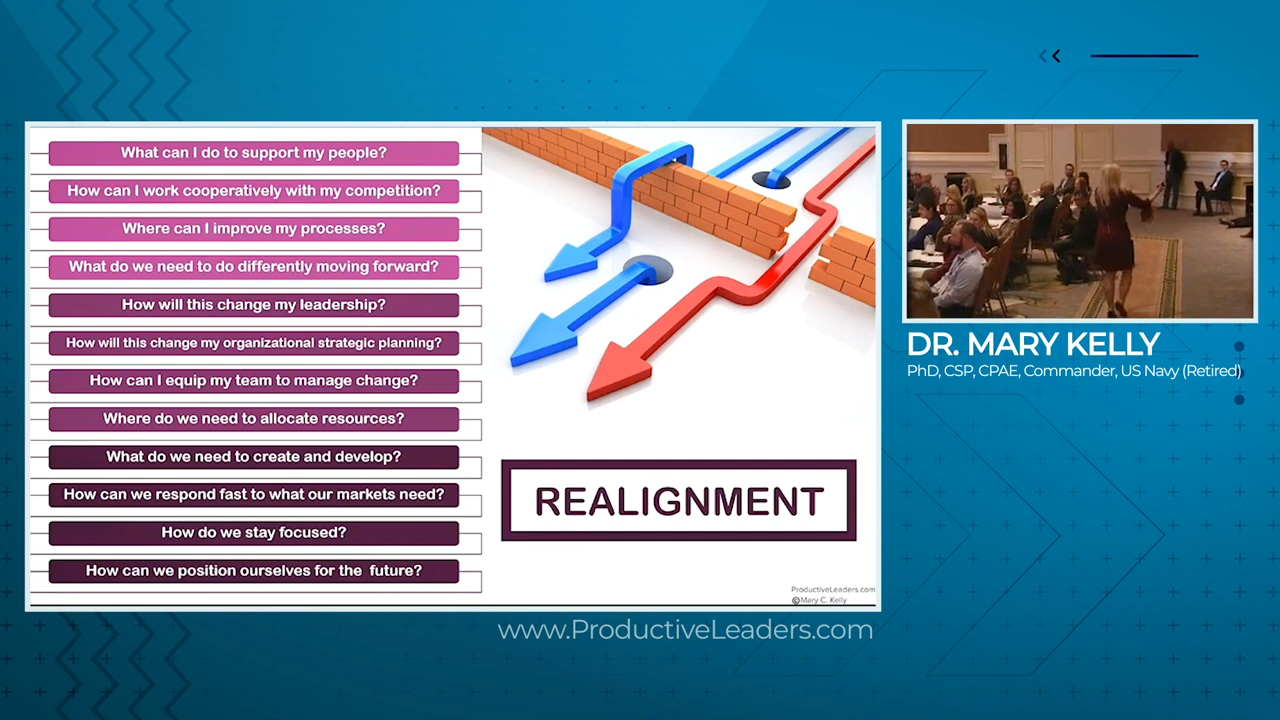 What can I do to support my people?
How can I work cooperatively with my competition?
Where can I improve my processes?
What do we need to do differently moving forward?
How will this change my leadership?
How will this change my organizational strategic planning?
How can I equip my team to manage change?
Where do we need to allocate resources?
What do we need to create and develop?
How can we respond fast to what our markets need?
How do we stay focused?
How can we position ourselves for the future?
REALIGNMENT
ProductiveLeaders.com
©Mary C. Kelly
DR. MARY KELLY
PhD, CSP, CPAE, Commander, US Navy (Retired)
www.ProductiveLeaders.com